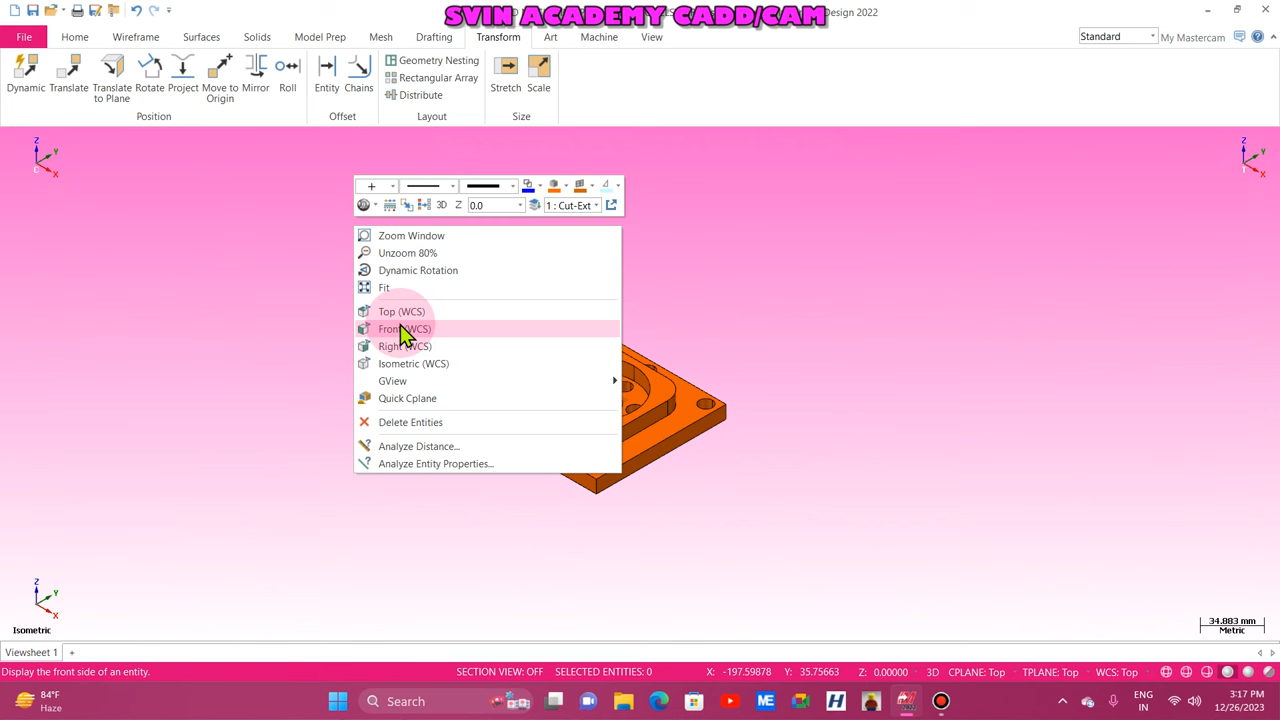 SVIN ACADEMY CADD/CAM
Design 2022
File Home Wireframe Surfaces Solids Model Prep Mesh Drafting Transform Art Machine View
Standard
My Mastercam
Dynamic Translate Translate to Plane Rotate Project Move to Origin Mirror Roll
Position
Entity Chains
Offset
Geometry Nesting
Rectangular Array
Distribute
Layout
Stretch Scale
Size
Z Y X
Z Y X
3D Z 0.0 1 : Cut-Ext
Zoom Window
Unzoom 80%
Dynamic Rotation
Fit
Top (WCS)
Front (WCS)
Right (WCS)
Isometric (WCS)
GView
Quick Cplane
Delete Entities
Analyze Distance...
Analyze Entity Properties...
Z Y X
Isometric
34.883 mm
Metric
Viewsheet 1 +
Display the front side of an entity.
SECTION VIEW: OFF SELECTED ENTITIES: 0 X: -197.59878 Y: 35.75663 Z: 0.00000 3D CPLANE: Top TPLANE: Top WCS: Top
84°F
Haze
Search
ME
H
ENG
IN
3:17 PM
12/26/2023